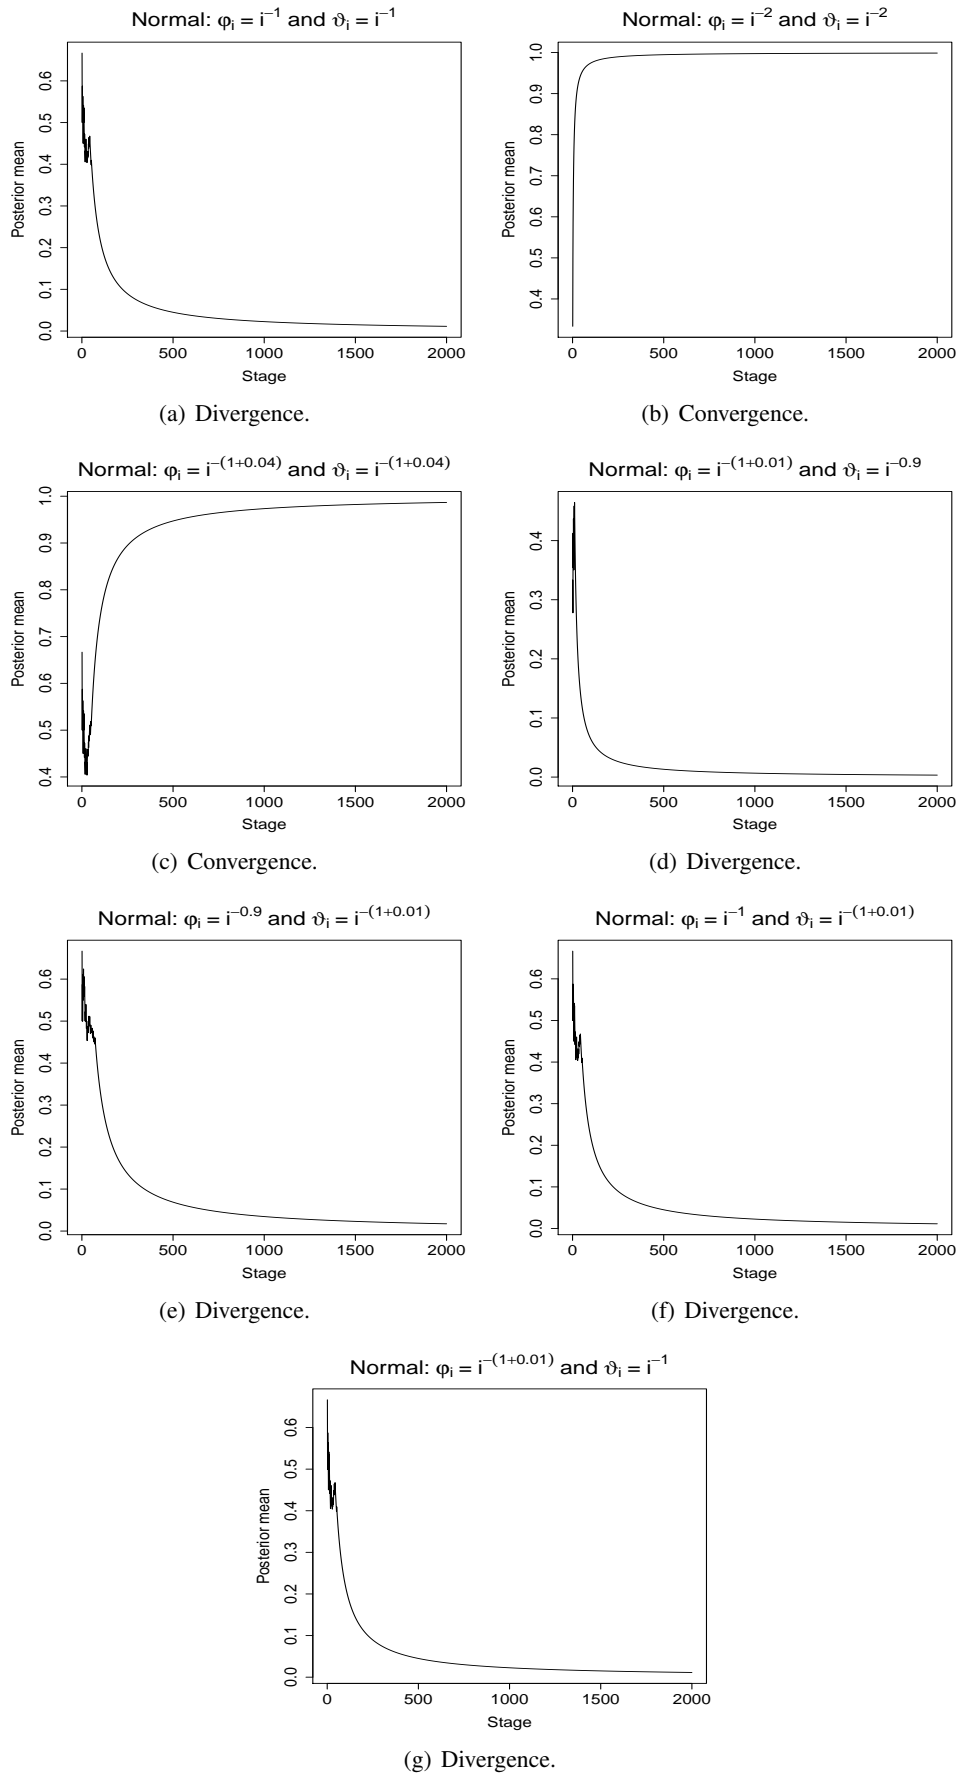 Normal: φᵢ = i⁻¹ and ϑᵢ = i⁻¹
Posterior mean
0.6
0.5
0.4
0.3
0.2
0.1
0.0
0 500 1000 1500 2000
Stage
(a) Divergence.
Normal: φᵢ = i⁻² and ϑᵢ = i⁻²
Posterior mean
1.0
0.9
0.8
0.7
0.6
0.5
0.4
0 500 1000 1500 2000
Stage
(b) Convergence.
Normal: φᵢ = i⁻⁽¹⁺⁰·⁰⁴⁾ and ϑᵢ = i⁻⁽¹⁺⁰·⁰⁴⁾
Posterior mean
1.0
0.9
0.8
0.7
0.6
0.5
0.4
0 500 1000 1500 2000
Stage
(c) Convergence.
Normal: φᵢ = i⁻⁽¹⁺⁰·⁰¹⁾ and ϑᵢ = i⁻⁰·⁹
Posterior mean
0.4
0.3
0.2
0.1
0.0
0 500 1000 1500 2000
Stage
(d) Divergence.
Normal: φᵢ = i⁻⁰·⁹ and ϑᵢ = i⁻⁽¹⁺⁰·⁰¹⁾
Posterior mean
0.6
0.5
0.4
0.3
0.2
0.1
0.0
0 500 1000 1500 2000
Stage
(e) Divergence.
Normal: φᵢ = i⁻¹ and ϑᵢ = i⁻⁽¹⁺⁰·⁰¹⁾
Posterior mean
0.6
0.5
0.4
0.3
0.2
0.1
0.0
0 500 1000 1500 2000
Stage
(f) Divergence.
Normal: φᵢ = i⁻⁽¹⁺⁰·⁰¹⁾ and ϑᵢ = i⁻¹
Posterior mean
0.6
0.5
0.4
0.3
0.2
0.1
0.0
0 500 1000 1500 2000
Stage
(g) Divergence.